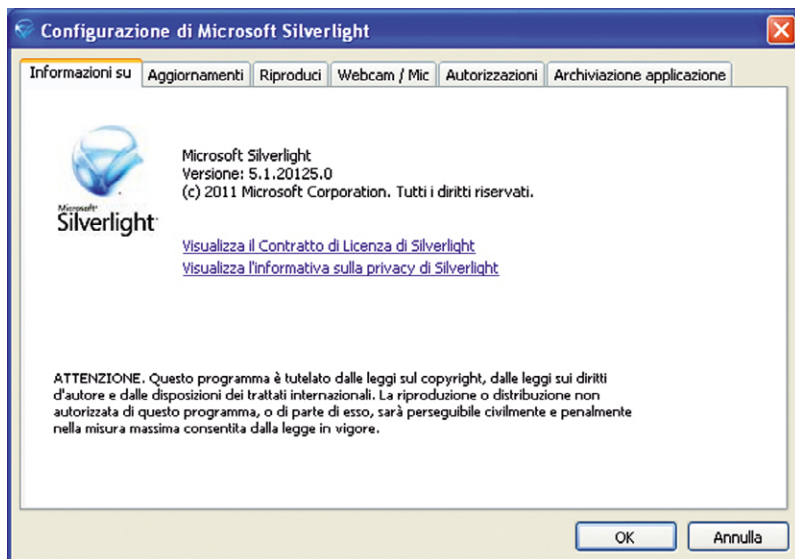 Configurazione di Microsoft Silverlight
Informazioni su Aggiornamenti Riproduci Webcam / Mic Autorizzazioni Archiviazione applicazione
Microsoft Silverlight
Versione: 5.1.20125.0
(c) 2011 Microsoft Corporation. Tutti i diritti riservati.
Microsoft®
Silverlight
Visualizza il Contratto di Licenza di Silverlight
Visualizza l'informativa sulla privacy di Silverlight
ATTENZIONE. Questo programma è tutelato dalle leggi sul copyright, dalle leggi sui diritti
d'autore e dalle disposizioni dei trattati internazionali. La riproduzione o distribuzione non
autorizzata di questo programma, o di parte di esso, sarà perseguibile civilmente e penalmente
nella misura massima consentita dalla legge in vigore.
OK Annulla